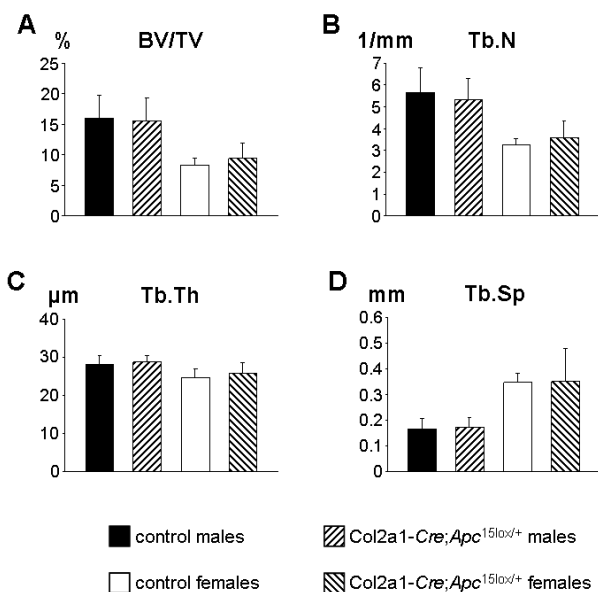 A
BV/TV
%
25
20
15
10
5
0
B
1/mm
Tb.N
7
6
5
4
3
2
1
0
C
µm
Tb.Th
40
30
20
10
0
D
mm
Tb.Sp
0.6
0.5
0.4
0.3
0.2
0.1
0
control males
Col2a1-Cre;Apc15lox/+ males
control females
Col2a1-Cre;Apc15lox/+ females